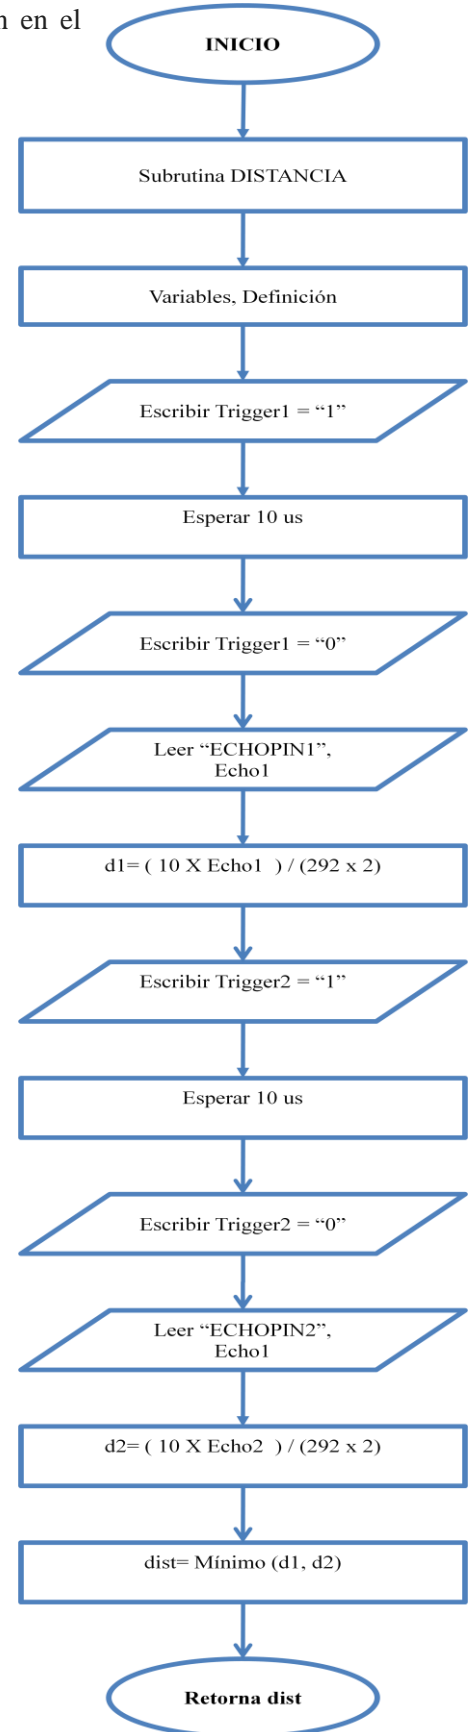 en el
INICIO
Subrutina DISTANCIA
Variables, Definición
Escribir Trigger1 = “1”
Esperar 10 us
Escribir Trigger1 = “0”
Leer “ECHOPIN1”,
Echo1
d1= ( 10 X Echo1 ) / (292 x 2)
Escribir Trigger2 = “1”
Esperar 10 us
Escribir Trigger2 = “0”
Leer “ECHOPIN2”,
Echo1
d2= ( 10 X Echo2 ) / (292 x 2)
dist= Mínimo (d1, d2)
Retorna dist